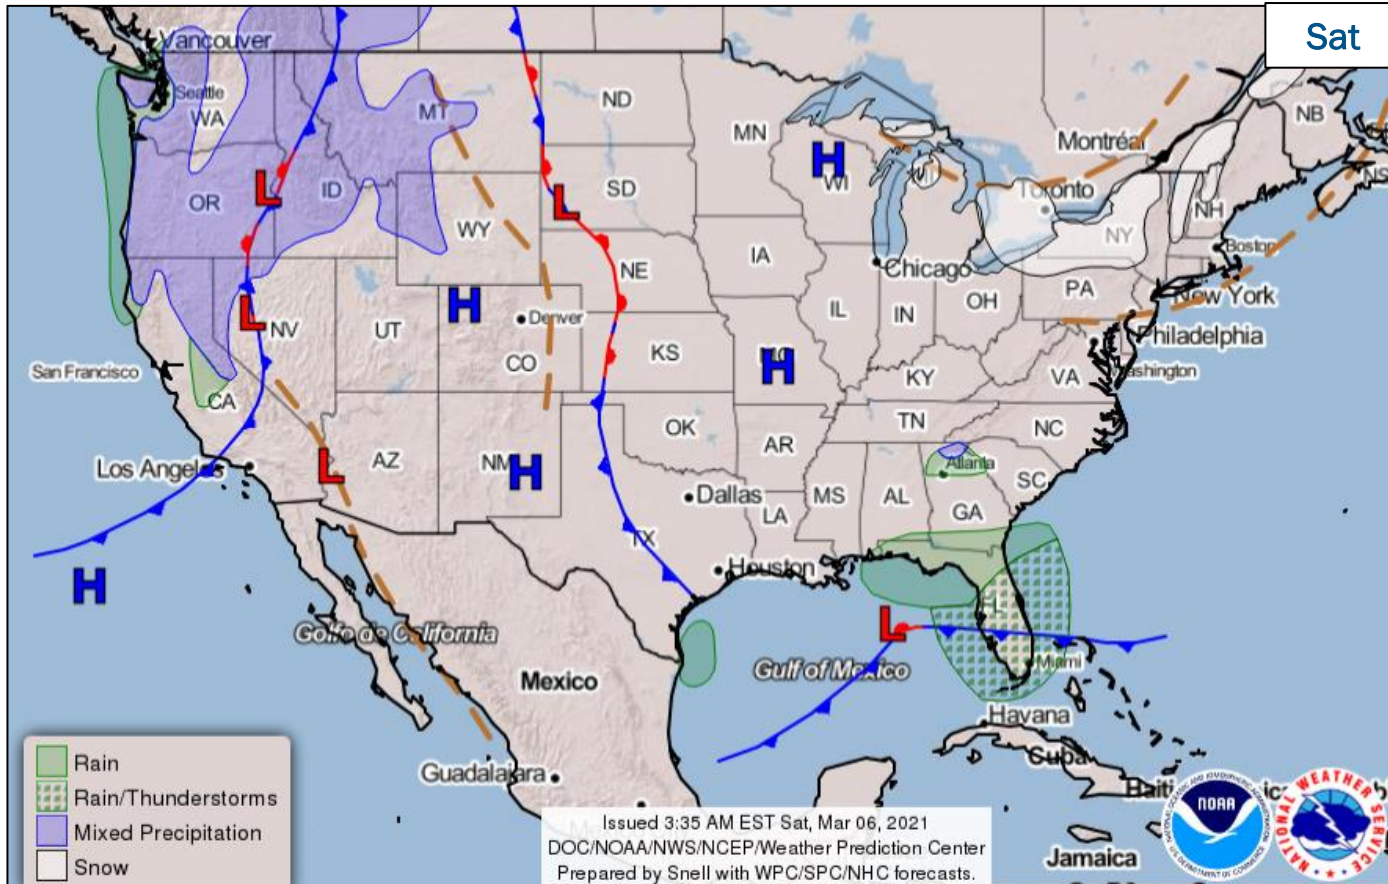 Sat
Vancouver
Seattle
WA
MT
ND
MN
Montréal
NB
NS
OR
ID
SD
WI
Toronto
NH
WY
NY
Boston
IA
Chicago
NE
PA
New York
NV
UT
Denver
IL
IN
OH
Philadelphia
San Francisco
CO
KS
KY
VA
Washington
CA
TN
NC
OK
AR
Los Angeles
AZ
NM
Atlanta
SC
Dallas
MS
AL
GA
LA
TX
Houston
FL
Golfo de California
Miami
Gulf of Mexico
Mexico
Havana
Cuba
Guadalajara
Jamaica
H
H
H
H
H
L
L
L
L
L
Rain
Rain/Thunderstorms
Mixed Precipitation
Snow
Issued 3:35 AM EST Sat, Mar 06, 2021
DOC/NOAA/NWS/NCEP/Weather Prediction Center
Prepared by Snell with WPC/SPC/NHC forecasts.
NOAA
NATIONAL WEATHER SERVICE